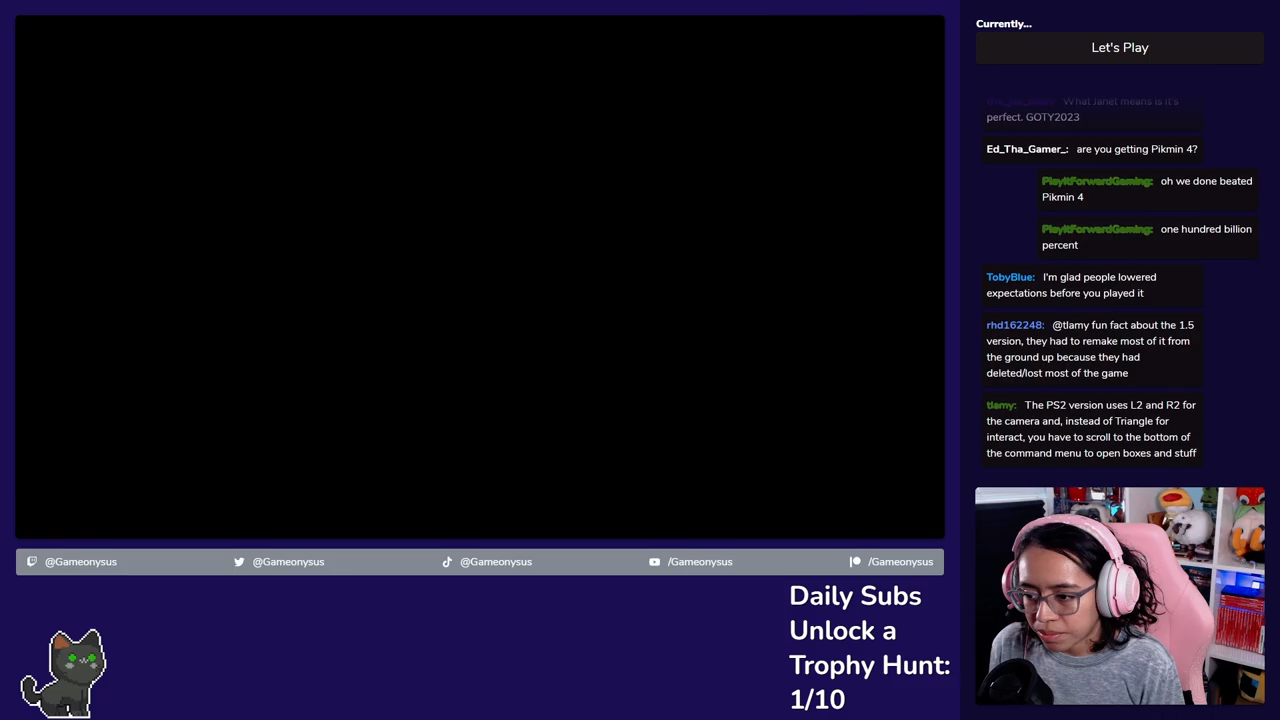 Currently...
Let's Play
What Janet means is it's
perfect. GOTY2023
Ed_Tha_Gamer_: are you getting Pikmin 4?
PlayItForwardGaming: oh we done beated
Pikmin 4
PlayItForwardGaming: one hundred billion
percent
TobyBlue: I'm glad people lowered
expectations before you played it
rhd162248: @tlamy fun fact about the 1.5
version, they had to remake most of it from
the ground up because they had
deleted/lost most of the game
tlamy: The PS2 version uses L2 and R2 for
the camera and, instead of Triangle for
interact, you have to scroll to the bottom of
the command menu to open boxes and stuff
@Gameonysus
@Gameonysus
@Gameonysus
/Gameonysus
/Gameonysus
Daily Subs
Unlock a
Trophy Hunt:
1/10